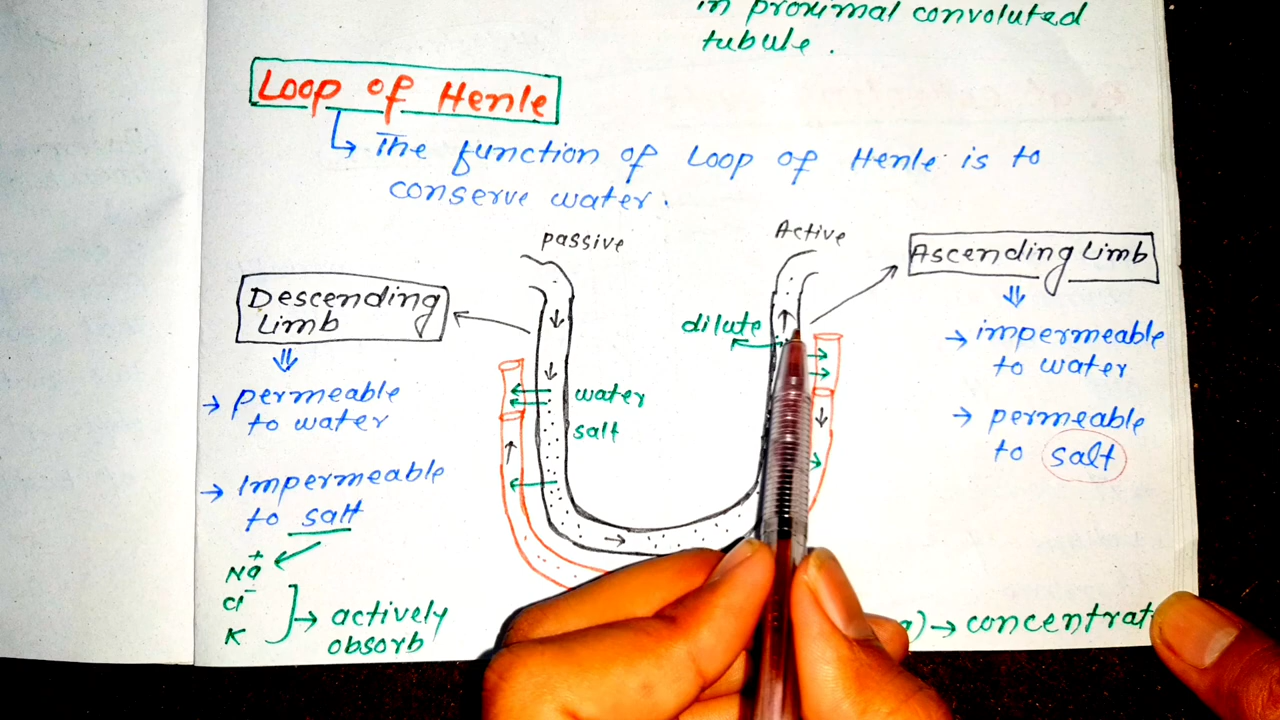 in proximal convoluted
tubule.
Loop of Henle
The function of Loop of Henle is to
conserve water.
passive
Active
Descending
Limb
Ascending Limb
dilute
impermeable
to water
permeable
to water
water
salt
permeable
to salt
Impermeable
to salt
Na+
Cl-
K
actively
absorb
→ concentrat